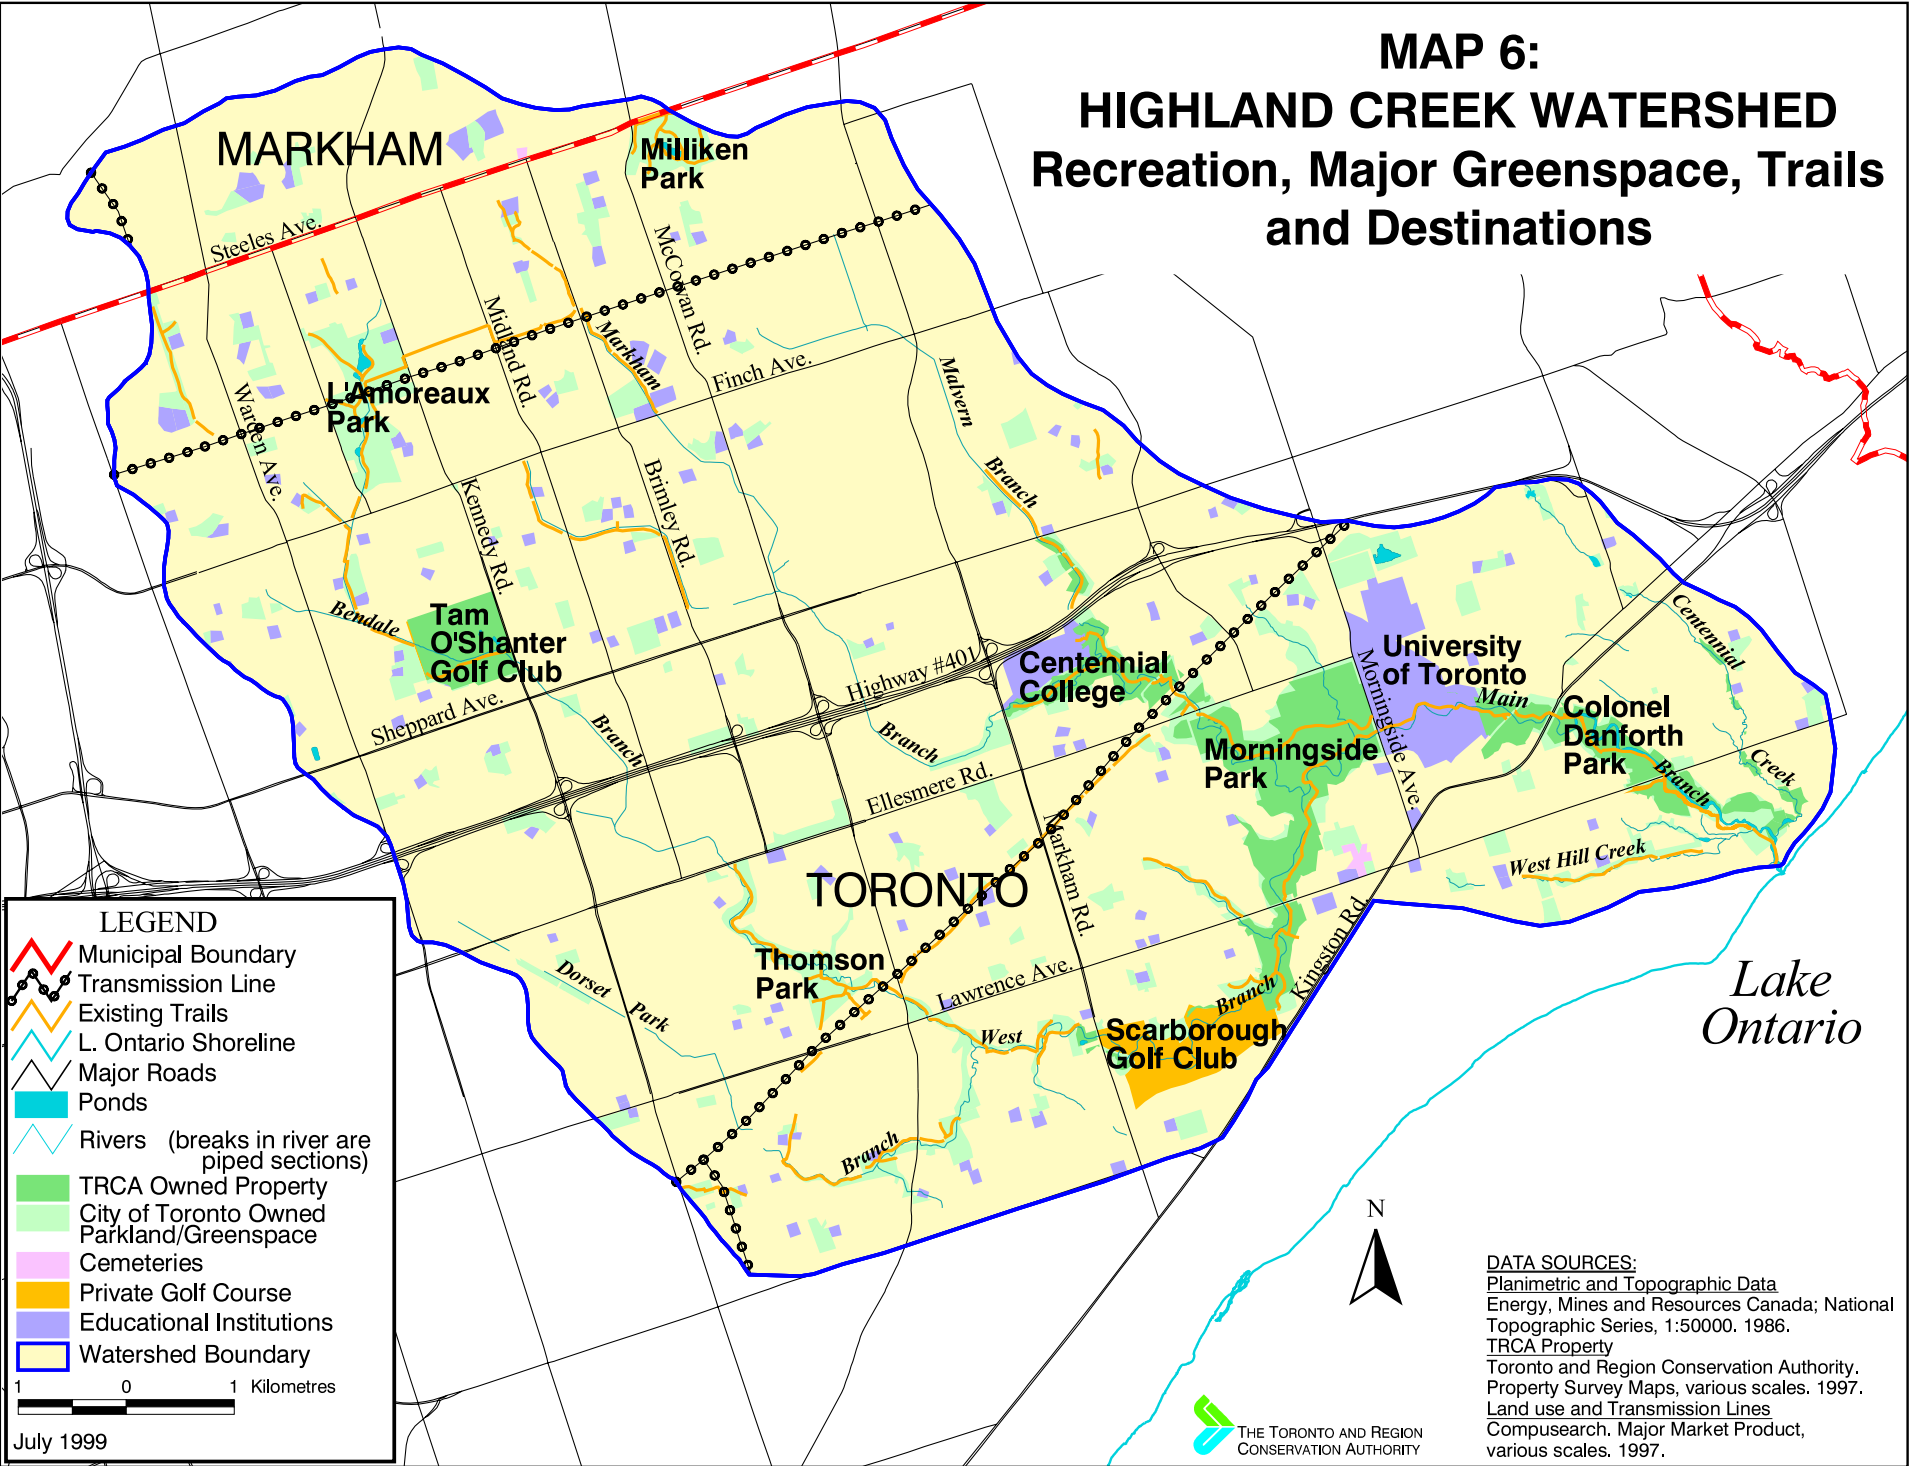 MAP 6:
HIGHLAND CREEK WATERSHED
Recreation, Major Greenspace, Trails
and Destinations
MARKHAM
Milliken
Park
Steeles Ave.
McCowan Rd.
Midland Rd.
Markham
Finch Ave.
Malvern
L'Amoreaux
Park
Warden Ave.
Branch
Kennedy Rd.
Brimley Rd.
Bendale
Tam
O'Shanter
Golf Club
Sheppard Ave.
Branch
Highway #401
Branch
Centennial
College
Ellesmere Rd.
Morningside
Park
Morningside Ave.
University
of Toronto
Main
Colonel
Danforth
Park
Branch
Centennial
Creek
West Hill Creek
TORONTO
Markham Rd.
Kingston Rd.
Thomson
Park
Dorset
Park
Lawrence Ave.
West
Branch
Scarborough
Golf Club
Branch
Lake
Ontario
LEGEND
Municipal Boundary
Transmission Line
Existing Trails
L. Ontario Shoreline
Major Roads
Ponds
Rivers (breaks in river are
piped sections)
TRCA Owned Property
City of Toronto Owned
Parkland/Greenspace
Cemeteries
Private Golf Course
Educational Institutions
Watershed Boundary
1 0 1 Kilometres
July 1999
N
THE TORONTO AND REGION
CONSERVATION AUTHORITY
DATA SOURCES:
Planimetric and Topographic Data
Energy, Mines and Resources Canada; National
Topographic Series, 1:50000. 1986.
TRCA Property
Toronto and Region Conservation Authority.
Property Survey Maps, various scales. 1997.
Land use and Transmission Lines
Compusearch. Major Market Product,
various scales. 1997.